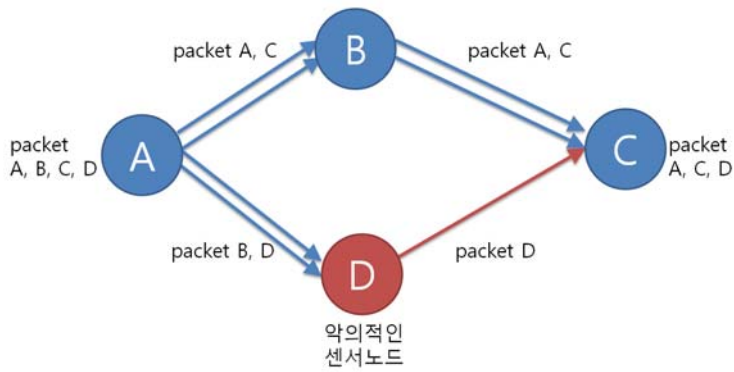 packet A, C
B
packet A, C
packet
A, B, C, D
A
C
packet
A, C, D
packet B, D
D
packet D
악의적인
센서노드